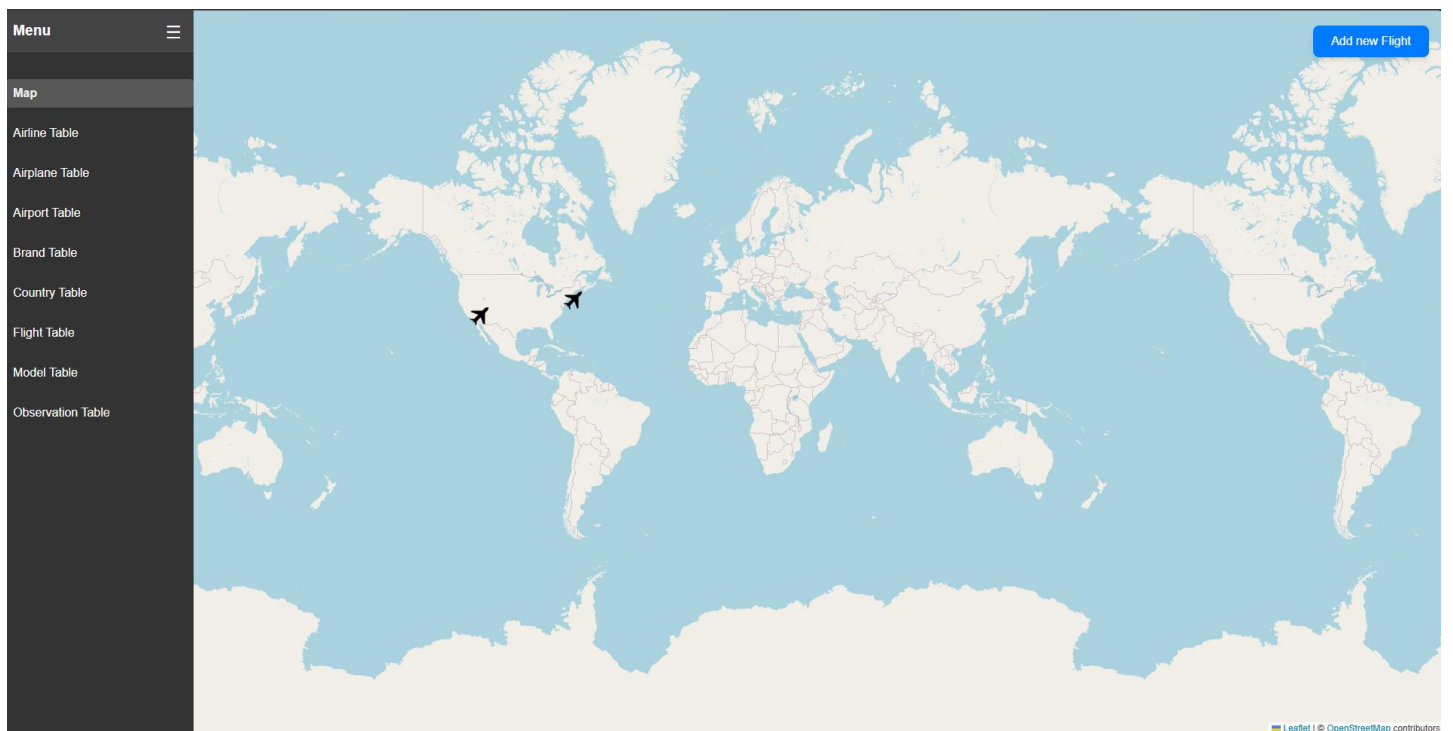 Menu
Map
Airline Table
Airplane Table
Airport Table
Brand Table
Country Table
Flight Table
Model Table
Observation Table
Add new Flight
Leaflet | © OpenStreetMap contributors